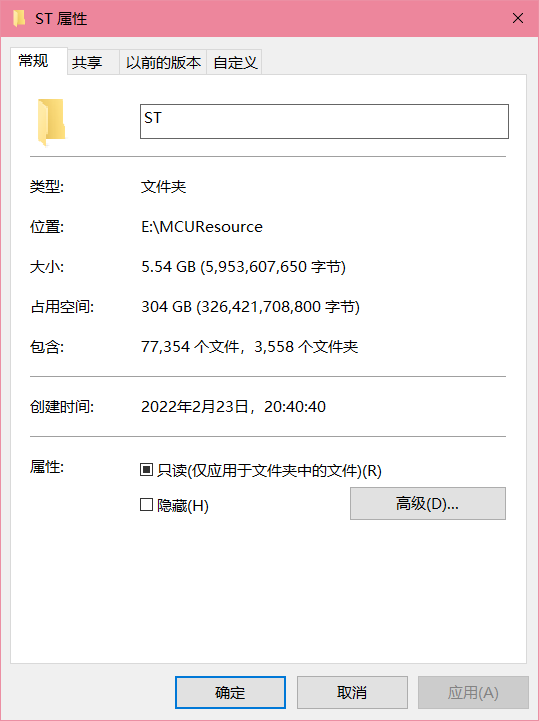 ST 属性
常规 共享 以前的版本 自定义
ST
类型: 文件夹
位置: E:\MCUResource
大小: 5.54 GB (5,953,607,650 字节)
占用空间: 304 GB (326,421,708,800 字节)
包含: 77,354 个文件，3,558 个文件夹
创建时间: 2022年2月23日，20:40:40
属性: 只读(仅应用于文件夹中的文件)(R)
隐藏(H) 高级(D)...
确定 取消 应用(A)